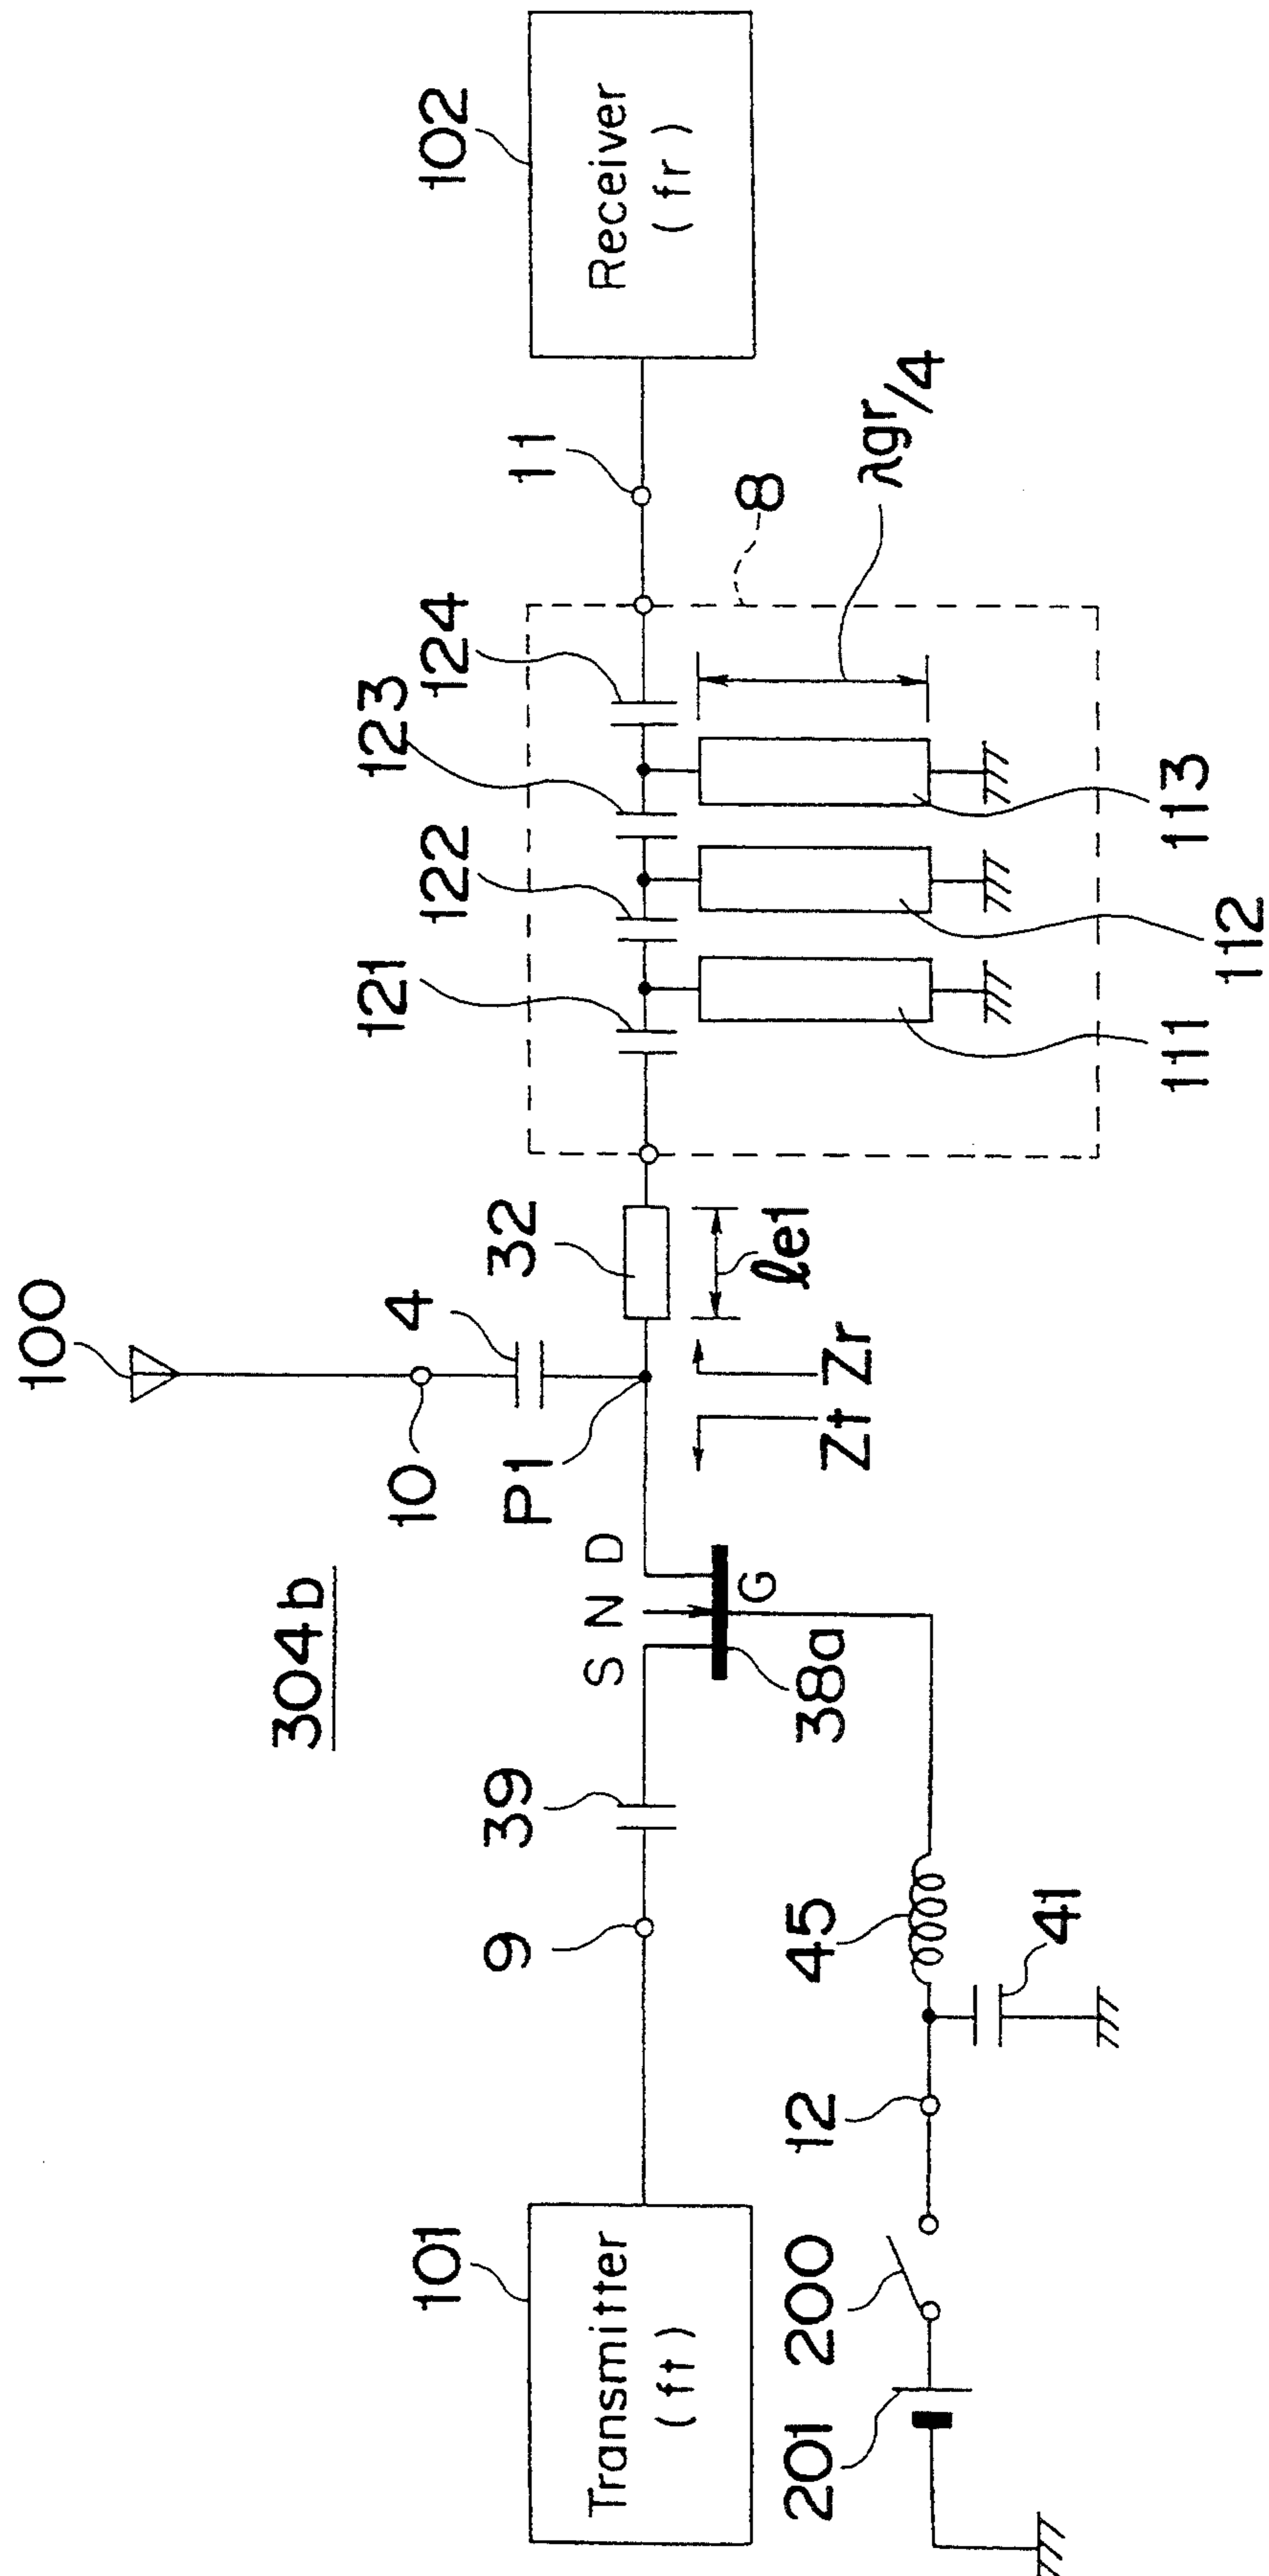 304b
100
10
4
P1
32
ℓe1
Zt
Zr
101
Transmitter
(ft)
9
39
S
N
D
G
38a
45
41
12
200
201
121
122
123
124
8
λgr/4
111
112
113
11
102
Receiver
(fr)